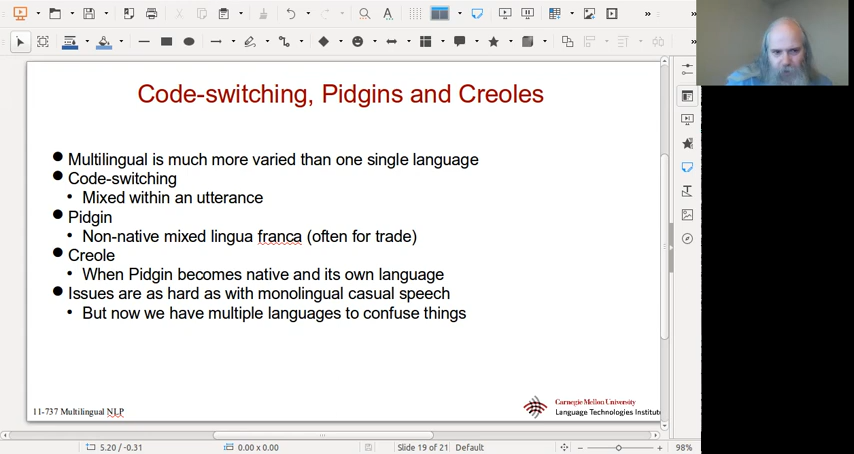 Code-switching, Pidgins and Creoles
Multilingual is much more varied than one single language
Code-switching
Mixed within an utterance
Pidgin
Non-native mixed lingua franca (often for trade)
Creole
When Pidgin becomes native and its own language
Issues are as hard as with monolingual casual speech
But now we have multiple languages to confuse things
11-737 Multilingual NLP
Carnegie Mellon University
Language Technologies Institute
5.20 / -0.31
0.00 x 0.00
Slide 19 of 21
Default
98%